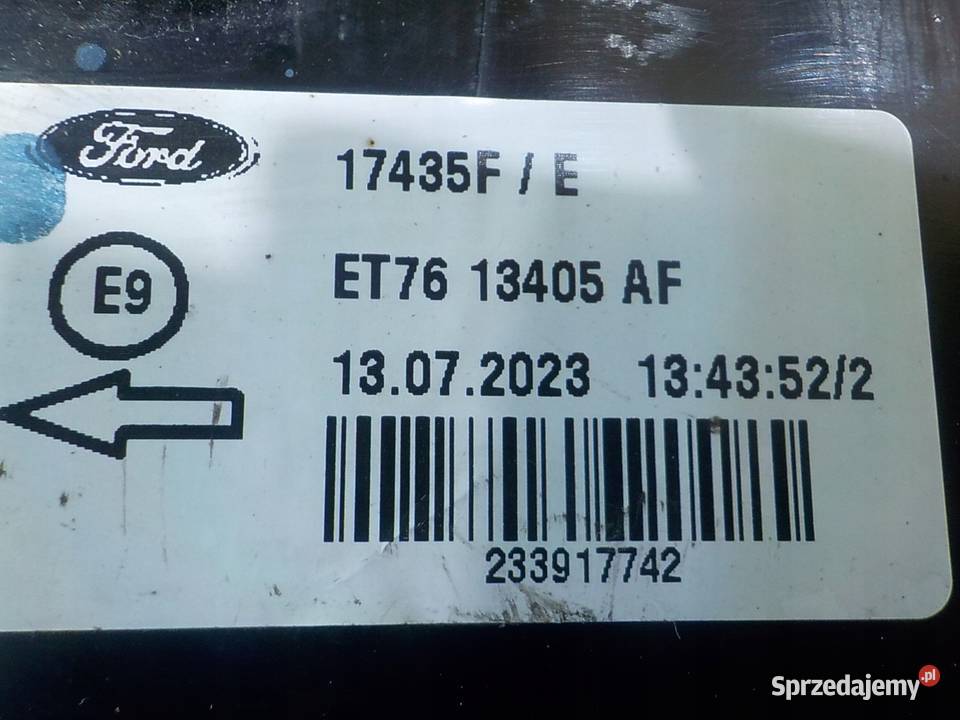 Ford
17435F / E
ET76 13405 AF
E9
13.07.2023 13:43:52/2
233917742
Sprzedajemy.pl